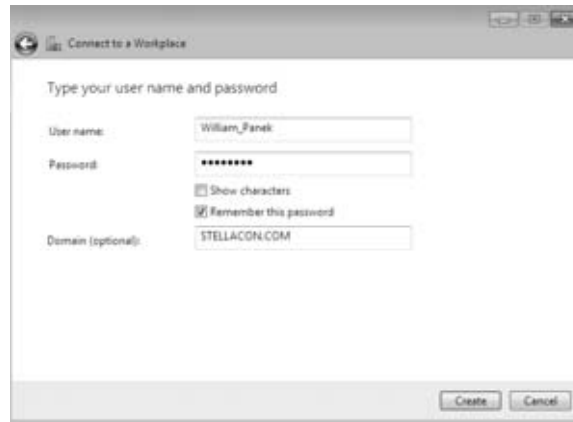 Connect to a Workplace
Type your user name and password
User name: William_Panek
Password: ••••••••
Show characters
Remember this password
Domain (optional): STELLACON.COM
Create Cancel